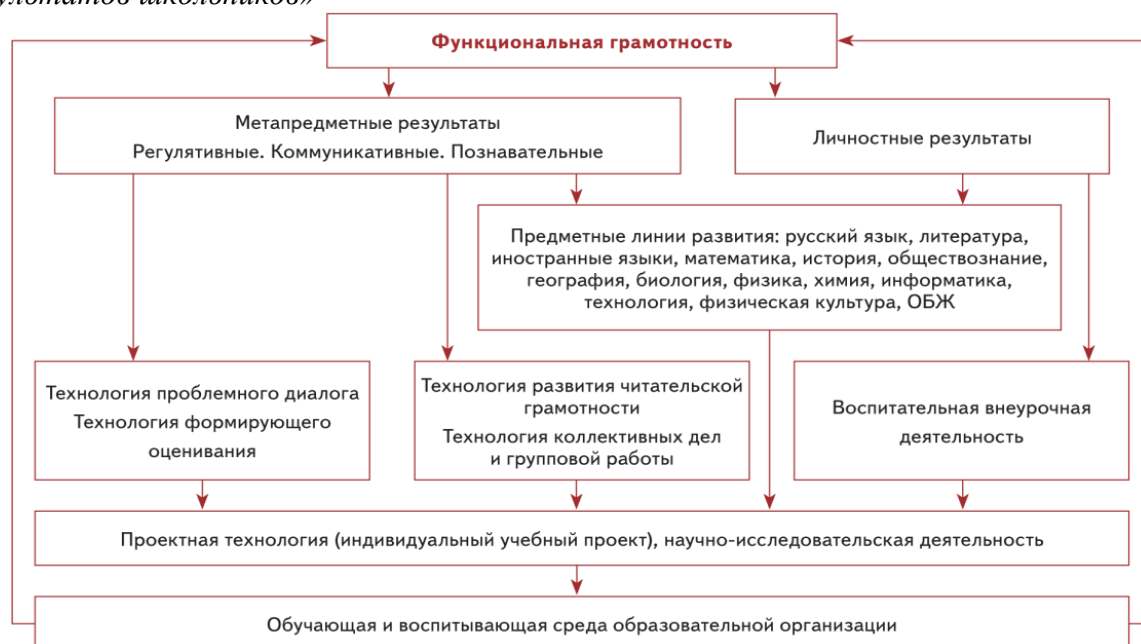 Функциональная грамотность
Метапредметные результаты
Регулятивные. Коммуникативные. Познавательные
Личностные результаты
Предметные линии развития: русский язык, литература,
иностранные языки, математика, история, обществознание,
география, биология, физика, химия, информатика,
технология, физическая культура, ОБЖ
Технология проблемного диалога
Технология формирующего
оценивания
Технология развития читательской
грамотности
Технология коллективных дел
и групповой работы
Воспитательная внеурочная
деятельность
Проектная технология (индивидуальный учебный проект), научно-исследовательская деятельность
Обучающая и воспитывающая среда образовательной организации